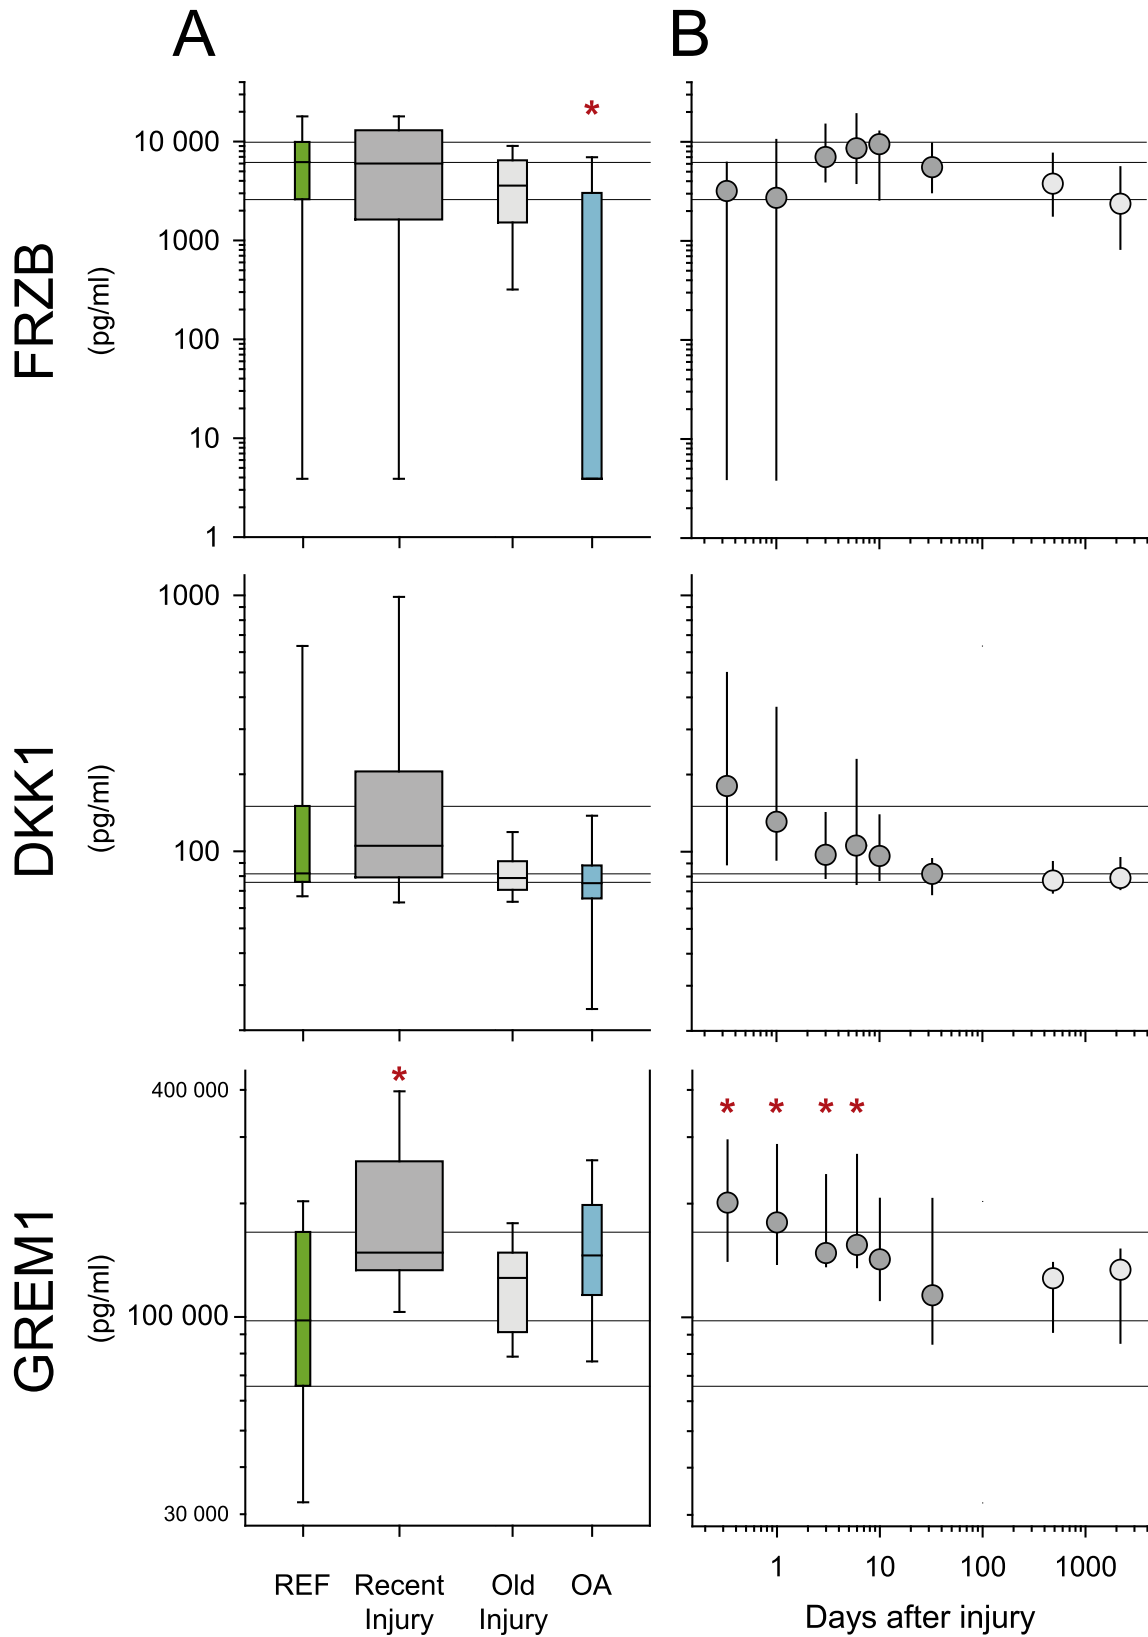 A
B
FRZB
(pg/ml)
10 000
1000
100
10
1
*
DKK1
(pg/ml)
1000
100
GREM1
(pg/ml)
400 000
100 000
30 000
*
* * * *
REF
Recent
Injury
Old
Injury
OA
1 10 100 1000
Days after injury